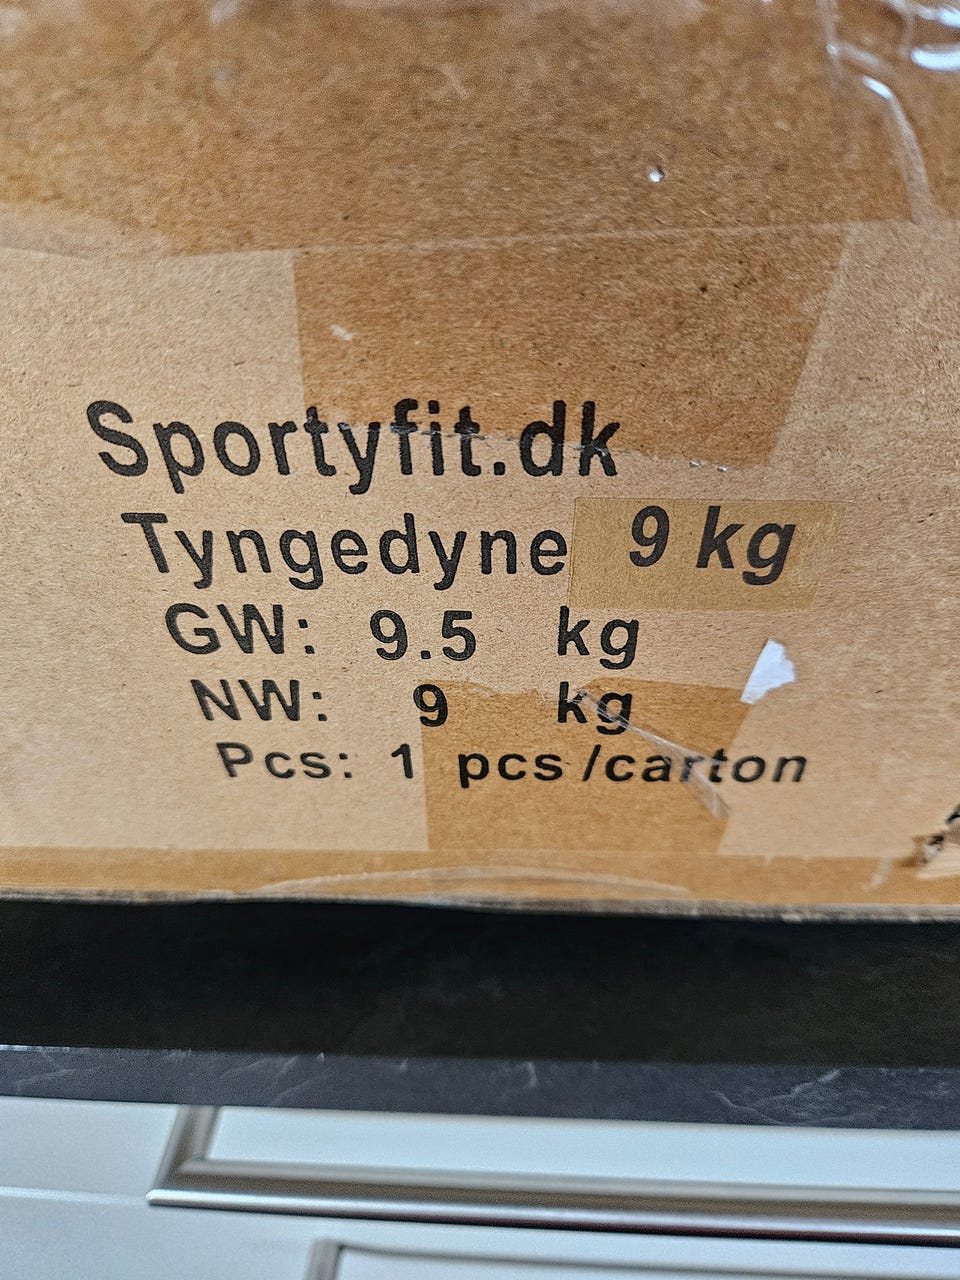 Sportyfit.dk
Tyngedyne 9 kg
GW: 9.5 kg
NW: 9 kg
Pcs: 1 pcs /carton